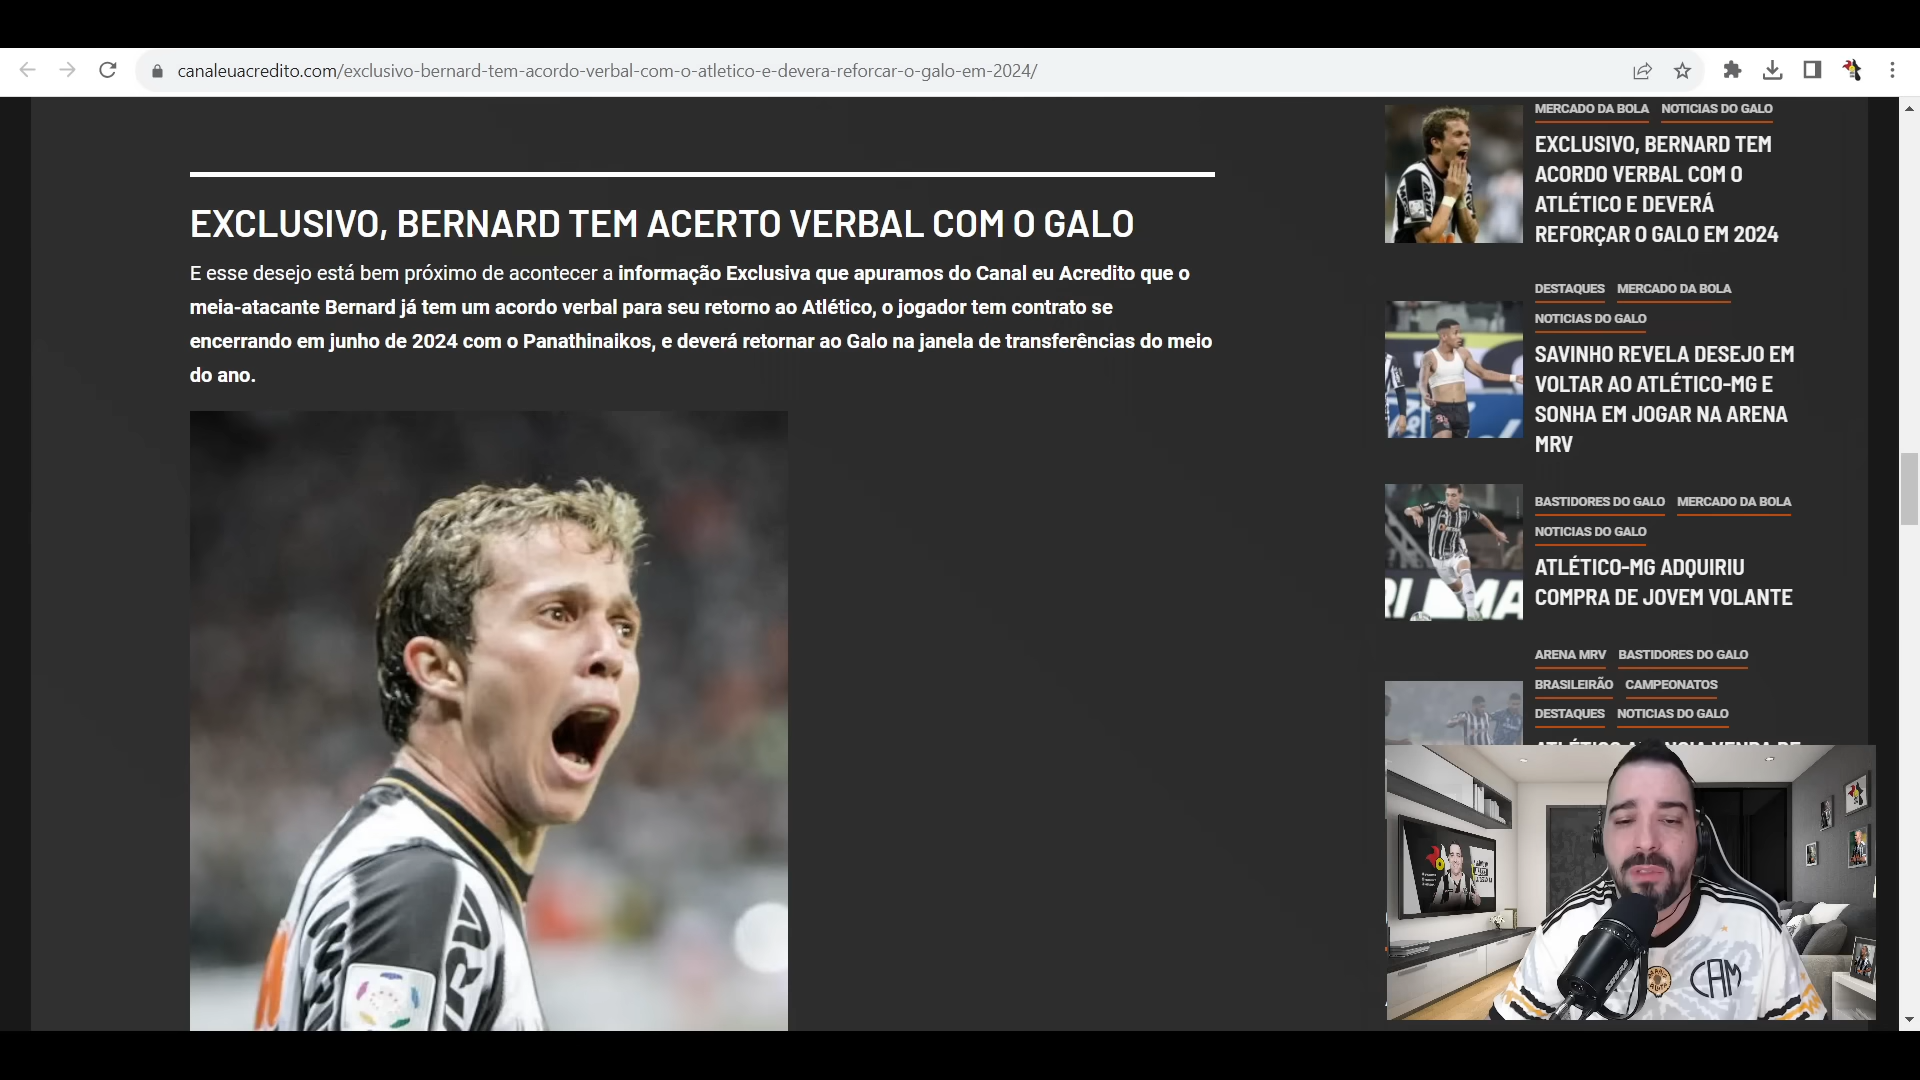 canaleuacredito.com/exclusivo-bernard-tem-acordo-verbal-com-o-atletico-e-devera-reforcar-o-galo-em-2024/
EXCLUSIVO, BERNARD TEM ACERTO VERBAL COM O GALO
E esse desejo está bem próximo de acontecer a informação Exclusiva que apuramos do Canal eu Acredito que o
meia-atacante Bernard já tem um acordo verbal para seu retorno ao Atlético, o jogador tem contrato se
encerrando em junho de 2024 com o Panathinaikos, e deverá retornar ao Galo na janela de transferências do meio
do ano.
MRV
MERCADO DA BOLA NOTICIAS DO GALO
EXCLUSIVO, BERNARD TEM
ACORDO VERBAL COM O
ATLÉTICO E DEVERÁ
REFORÇAR O GALO EM 2024
DESTAQUES MERCADO DA BOLA
NOTICIAS DO GALO
SAVINHO REVELA DESEJO EM
VOLTAR AO ATLÉTICO-MG E
SONHA EM JOGAR NA ARENA
MRV
BASTIDORES DO GALO MERCADO DA BOLA
NOTICIAS DO GALO
ATLÉTICO-MG ADQUIRIU
COMPRA DE JOVEM VOLANTE
ARENA MRV BASTIDORES DO GALO
BRASILEIRÃO CAMPEONATOS
DESTAQUES NOTICIAS DO GALO
CAM